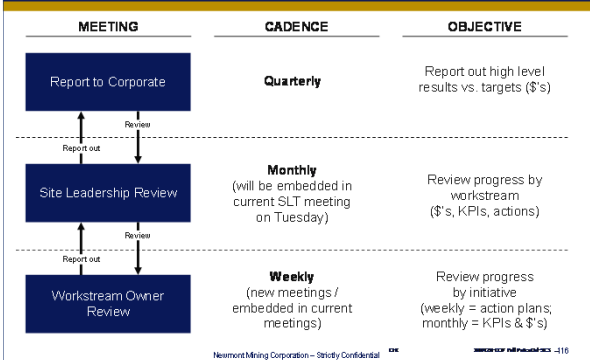 MEETING
CADENCE
OBJECTIVE
Report to Corporate
Quarterly
Report out high level
results vs. targets ($'s)
Review
Report out
Site Leadership Review
Monthly
(will be embedded in
current SLT meeting
on Tuesday)
Review progress by
workstream
($'s, KPIs, actions)
Review
Report out
Workstream Owner
Review
Weekly
(new meetings /
embedded in current
meetings)
Review progress
by initiative
(weekly = action plans;
monthly = KPIs & $'s)
Newmont Mining Corporation – Strictly Confidential
116